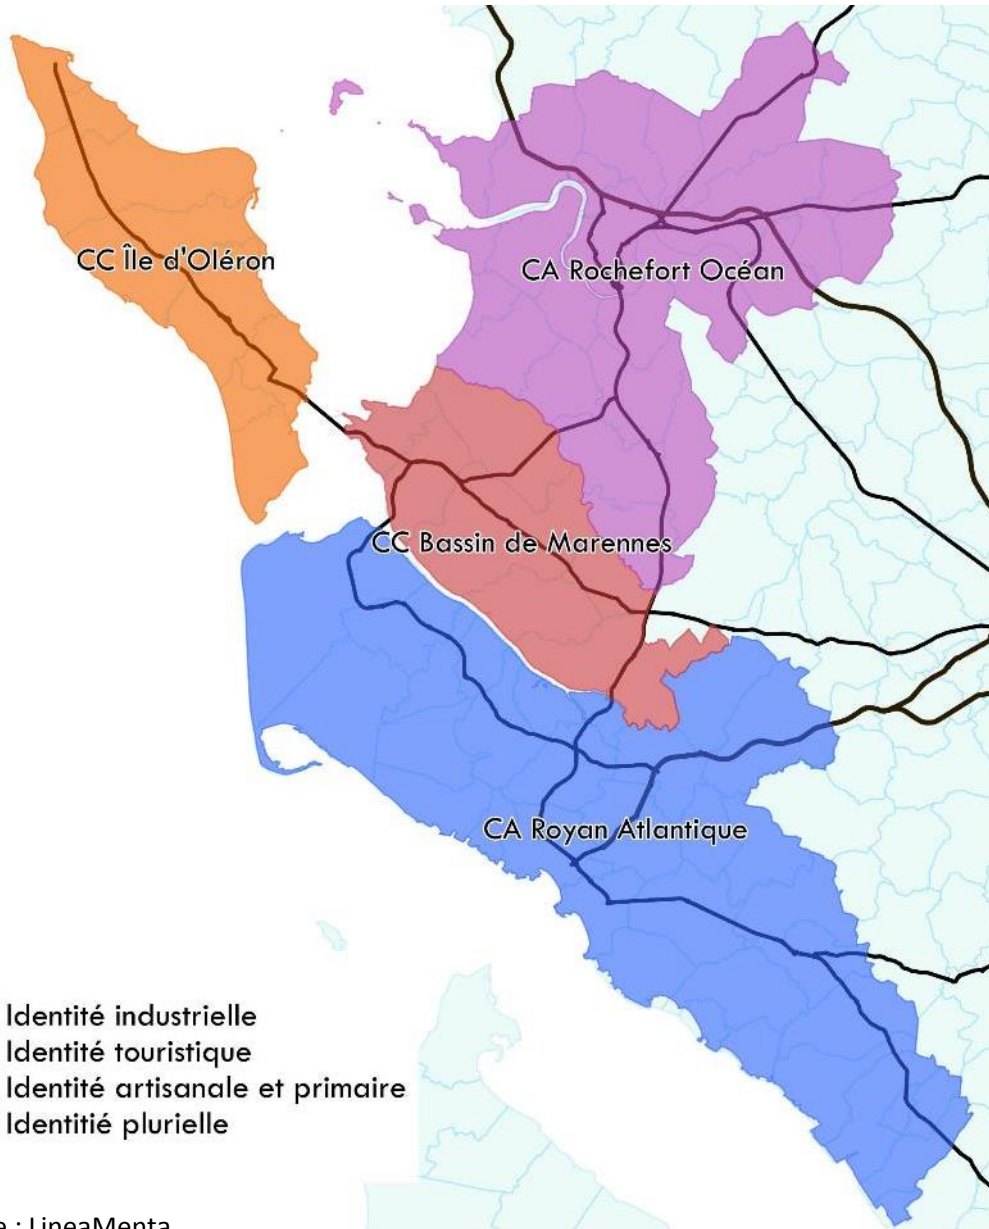 CC Île d'Oléron
CA Rochefort Océan
CC Bassin de Marennes
CA Royan Atlantique
Identité industrielle
Identité touristique
Identité artisanale et primaire
Identitié plurielle
e : LineaMenta